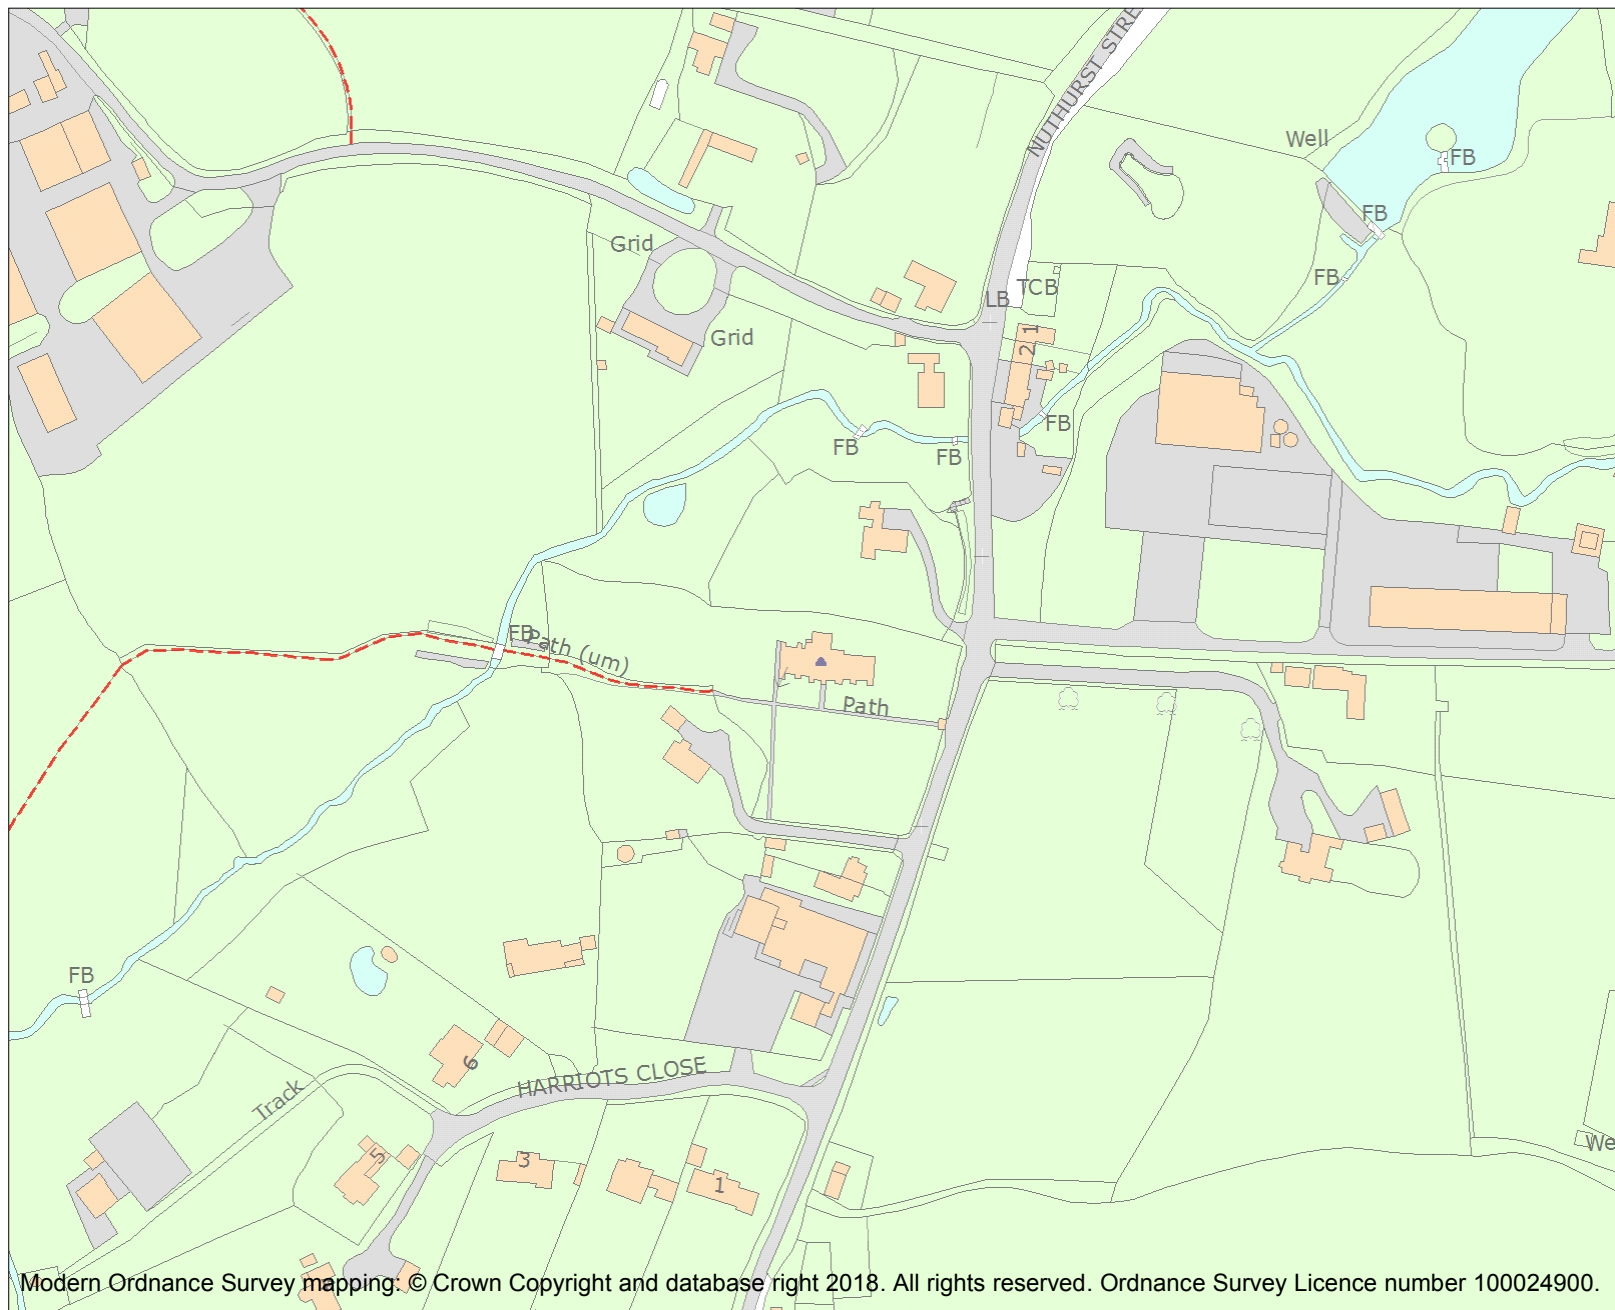 NUTHURST STRE
Well
FB
FB
Grid
FB
LB
TCB
Grid
1
2
FB
FB
FB
FB
Path (um)
Path
FB
6
HARRIOTS CLOSE
Track
We
5
3
1
Modern Ordnance Survey mapping: © Crown Copyright and database right 2018. All rights reserved. Ordnance Survey Licence number 100024900.